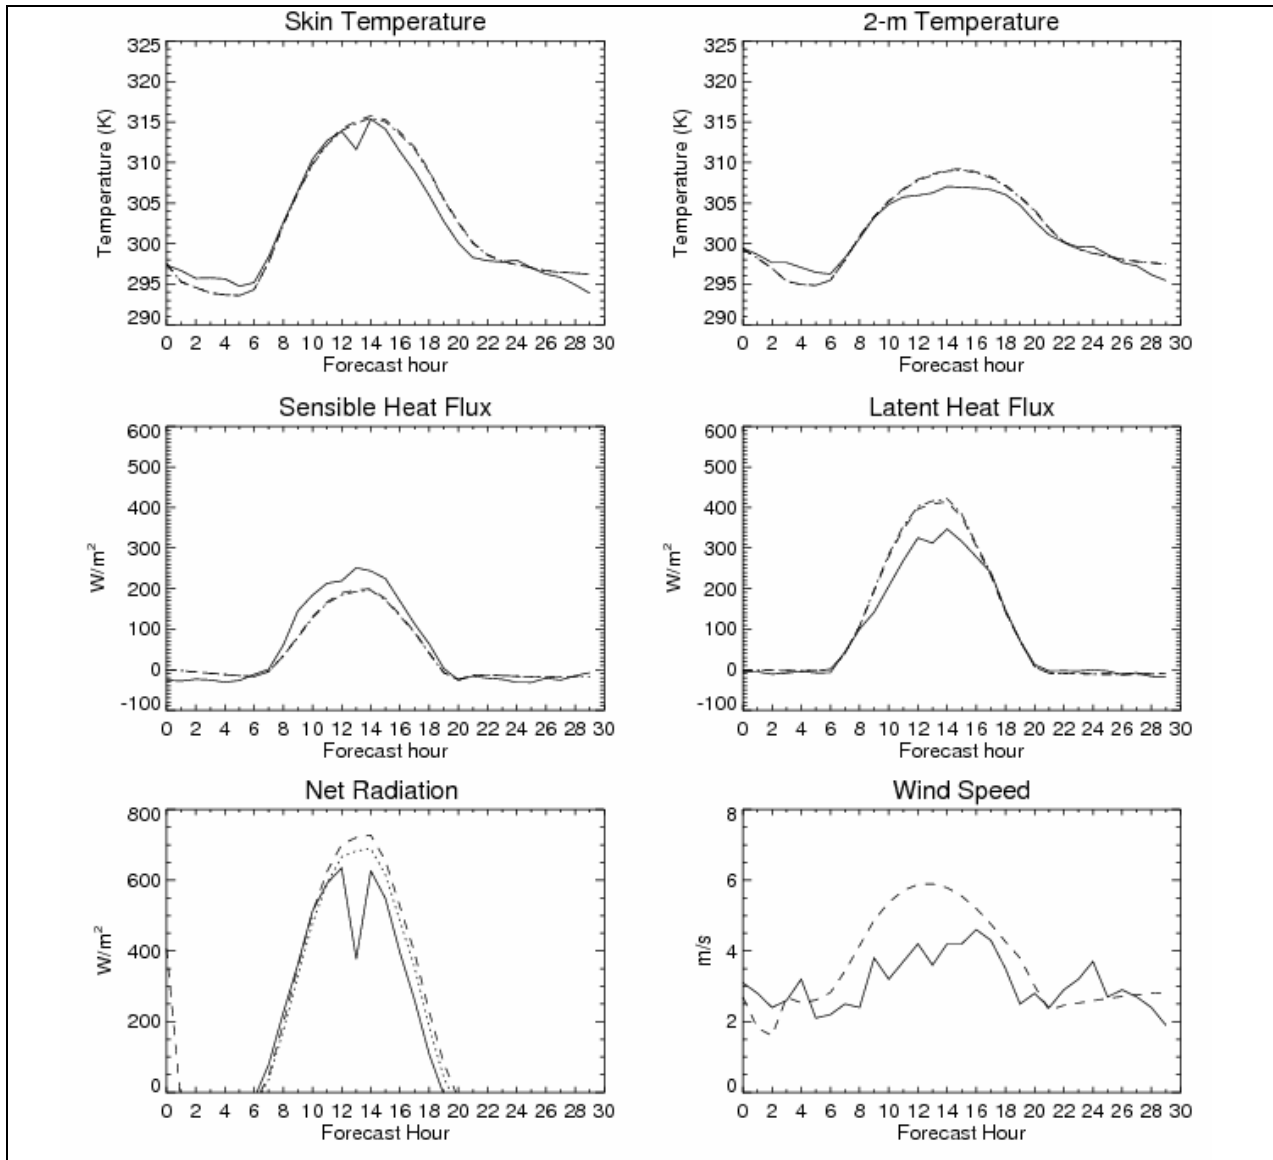 Skin Temperature
325
320
315
310
305
300
295
290
Temperature (K)
0 2 4 6 8 10 12 14 16 18 20 22 24 26 28 30
Forecast hour
2-m Temperature
325
320
315
310
305
300
295
290
Temperature (K)
0 2 4 6 8 10 12 14 16 18 20 22 24 26 28 30
Forecast hour
Sensible Heat Flux
600
500
400
300
200
100
0
-100
W/m²
0 2 4 6 8 10 12 14 16 18 20 22 24 26 28 30
Forecast hour
Latent Heat Flux
600
500
400
300
200
100
0
-100
W/m²
0 2 4 6 8 10 12 14 16 18 20 22 24 26 28 30
Forecast hour
Net Radiation
800
600
400
200
0
W/m²
0 2 4 6 8 10 12 14 16 18 20 22 24 26 28 30
Forecast Hour
Wind Speed
8
6
4
2
0
m/s
0 2 4 6 8 10 12 14 16 18 20 22 24 26 28 30
Forecast Hour